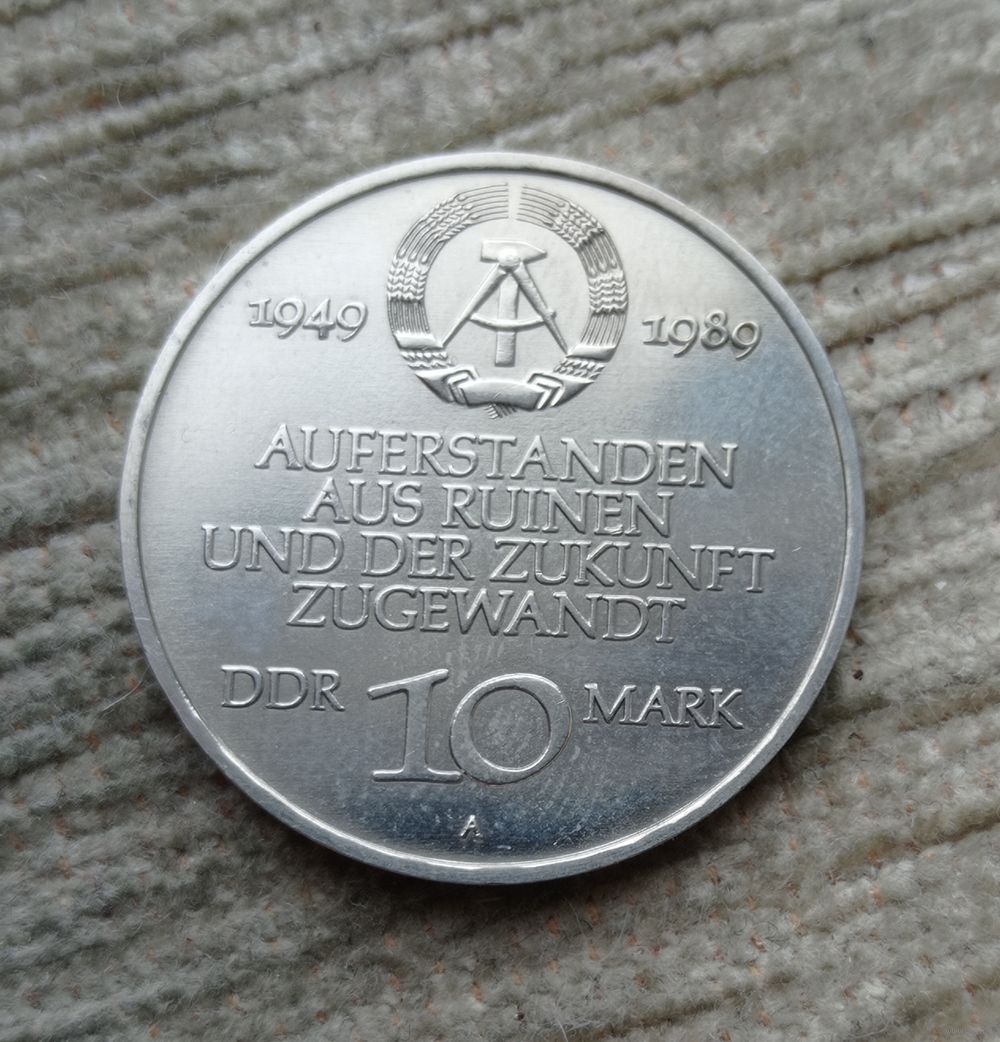 1949 1989
AUFERSTANDEN
AUS RUINEN
UND DER ZUKUNFT
ZUGEWANDT
DDR 10 MARK
A